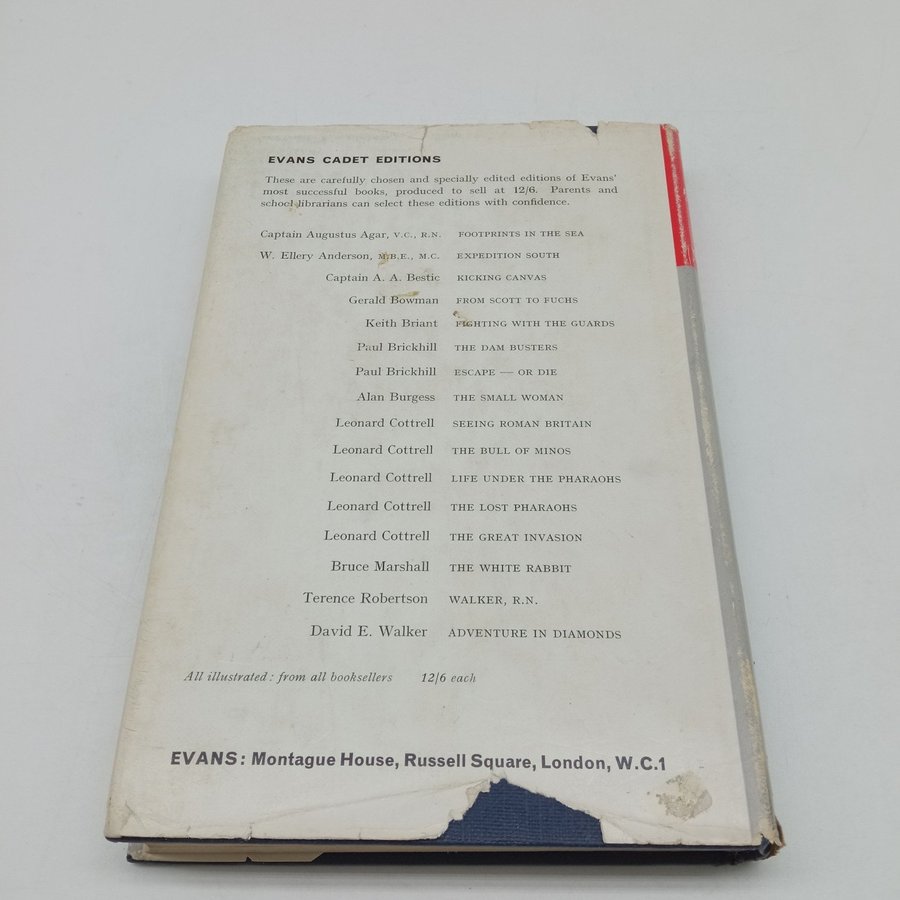 EVANS CADET EDITIONS
These are carefully chosen and specially edited editions of Evans'
most successful books, produced to sell at 12/6. Parents and
school librarians can select these editions with confidence.
Captain Augustus Agar, V.C., R.N. FOOTPRINTS IN THE SEA
W. Ellery Anderson, M.B.E., M.C. EXPEDITION SOUTH
Captain A. A. Bestic KICKING CANVAS
Gerald Bowman FROM SCOTT TO FUCHS
Keith Briant FIGHTING WITH THE GUARDS
Paul Brickhill THE DAM BUSTERS
Paul Brickhill ESCAPE — OR DIE
Alan Burgess THE SMALL WOMAN
Leonard Cottrell SEEING ROMAN BRITAIN
Leonard Cottrell THE BULL OF MINOS
Leonard Cottrell LIFE UNDER THE PHARAOHS
Leonard Cottrell THE LOST PHARAOHS
Leonard Cottrell THE GREAT INVASION
Bruce Marshall THE WHITE RABBIT
Terence Robertson WALKER, R.N.
David E. Walker ADVENTURE IN DIAMONDS
All illustrated: from all booksellers 12/6 each
EVANS: Montague House, Russell Square, London, W.C.1